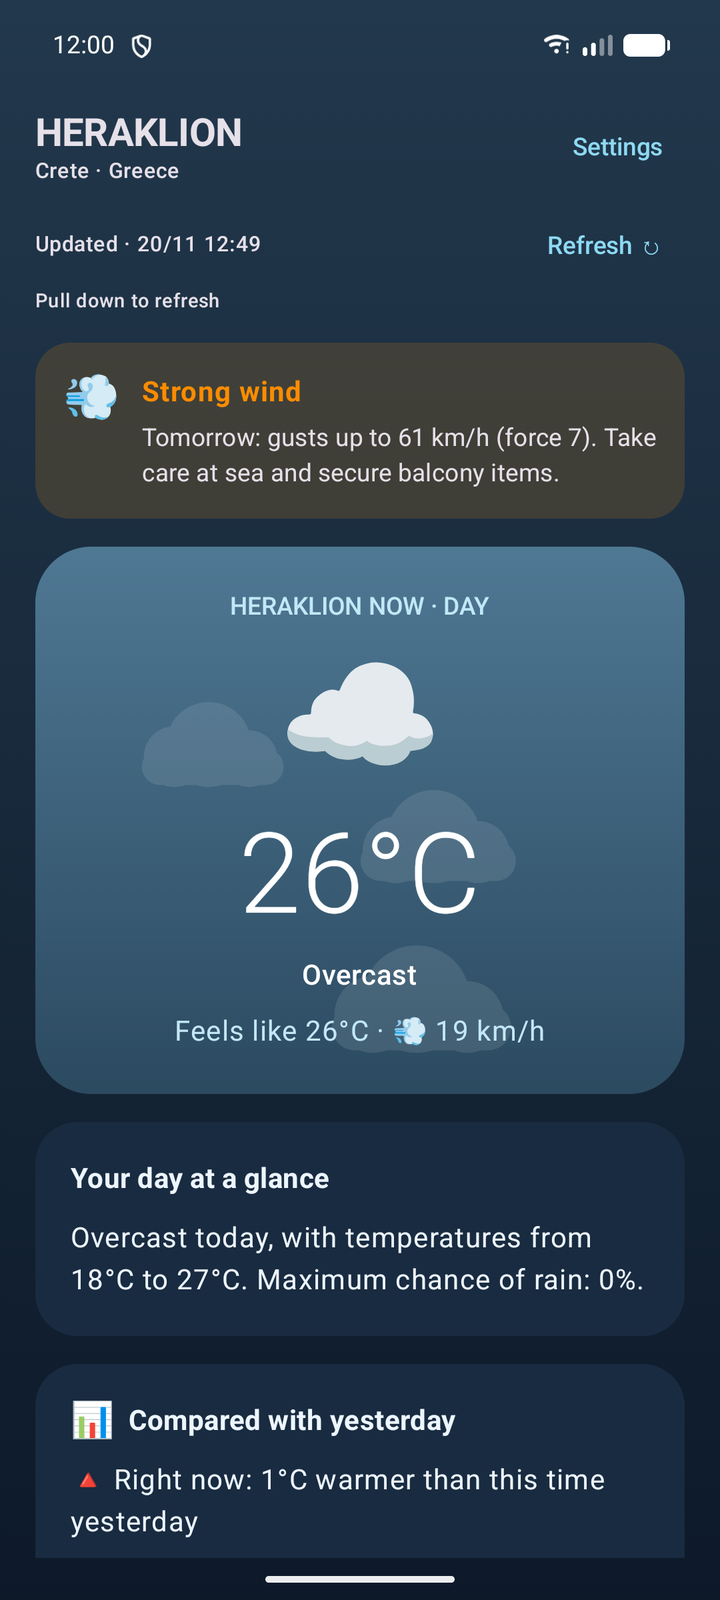 12:00
HERAKLION
Crete · Greece
Settings
Updated · 20/11 12:49
Refresh ↻
Pull down to refresh
Strong wind
Tomorrow: gusts up to 61 km/h (force 7). Take
care at sea and secure balcony items.
HERAKLION NOW · DAY
26°C
Overcast
Feels like 26°C · 💨 19 km/h
Your day at a glance
Overcast today, with temperatures from
18°C to 27°C. Maximum chance of rain: 0%.
📊 Compared with yesterday
🔺 Right now: 1°C warmer than this time
yesterday